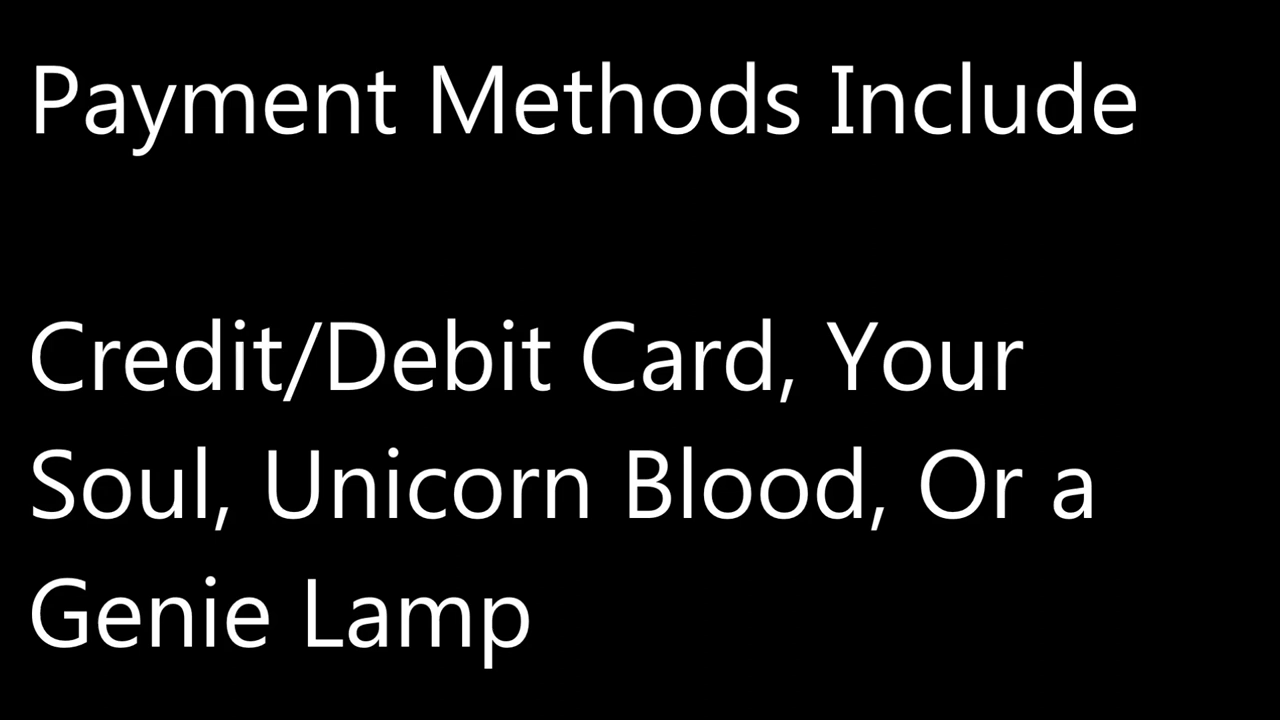 Payment Methods Include
Credit/Debit Card, Your
Soul, Unicorn Blood, Or a
Genie Lamp